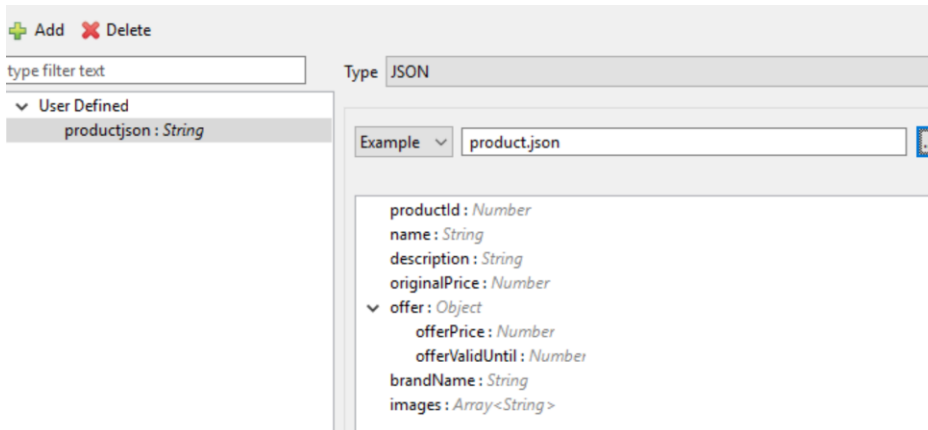 Add Delete
type filter text
Type JSON
User Defined
productjson : String
Example product.json
productId : Number
name : String
description : String
originalPrice : Number
offer : Object
offerPrice : Number
offerValidUntil : Number
brandName : String
images : Array<String>